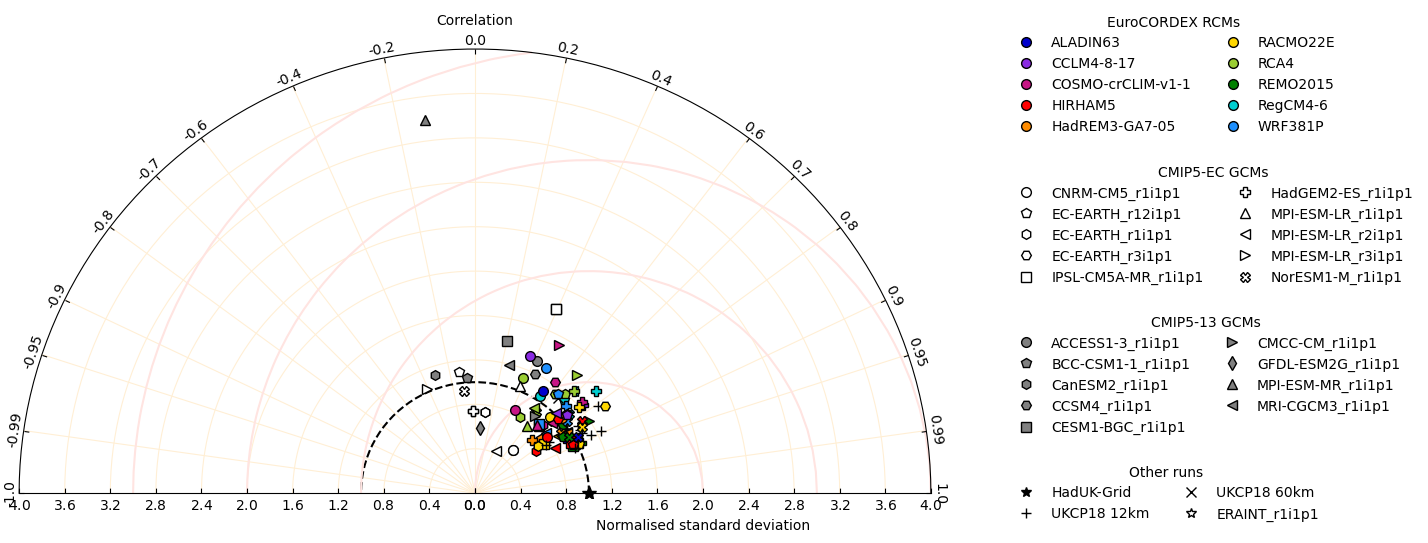 Correlation
0.0
-0.2
0.2
-0.4
0.4
-0.6
0.6
-0.7
0.7
-0.8
0.8
-0.9
0.9
-0.95
0.95
-0.99
0.99
-1.0
1.0
4.0 3.6 3.2 2.8 2.4 2.0 1.6 1.2 0.8 0.4 0.0 0.4 0.8 1.2 1.6 2.0 2.4 2.8 3.2 3.6 4.0
Normalised standard deviation
EuroCORDEX RCMs
ALADIN63 RACMO22E
CCLM4-8-17 RCA4
COSMO-crCLIM-v1-1 REMO2015
HIRHAM5 RegCM4-6
HadREM3-GA7-05 WRF381P
CMIP5-EC GCMs
CNRM-CM5_r1i1p1 HadGEM2-ES_r1i1p1
EC-EARTH_r12i1p1 MPI-ESM-LR_r1i1p1
EC-EARTH_r1i1p1 MPI-ESM-LR_r2i1p1
EC-EARTH_r3i1p1 MPI-ESM-LR_r3i1p1
IPSL-CM5A-MR_r1i1p1 NorESM1-M_r1i1p1
CMIP5-13 GCMs
ACCESS1-3_r1i1p1 CMCC-CM_r1i1p1
BCC-CSM1-1_r1i1p1 GFDL-ESM2G_r1i1p1
CanESM2_r1i1p1 MPI-ESM-MR_r1i1p1
CCSM4_r1i1p1 MRI-CGCM3_r1i1p1
CESM1-BGC_r1i1p1
Other runs
HadUK-Grid UKCP18 60km
UKCP18 12km ERAINT_r1i1p1